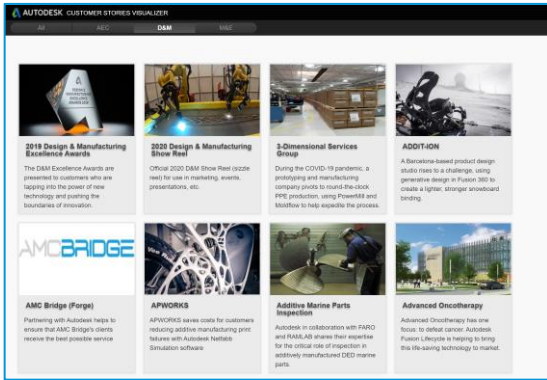 AUTODESK CUSTOMER STORIES VISUALIZER
All AEC D&M M&E
2019 Design & Manufacturing
Excellence Awards
The D&M Excellence Awards are
presented to customers who are
tapping into the power of new
technology and pushing the
boundaries of innovation.
2020 Design & Manufacturing
Show Reel
Official 2020 D&M Show Reel (sizzle
reel) for use in marketing, events,
presentations, etc.
3-Dimensional Services
Group
During the COVID-19 pandemic, a
prototyping and manufacturing
company pivots to round-the-clock
PPE production, using PowerMill and
Moldflow to help expedite the process.
ADDIT-ION
A Barcelona-based product design
studio rises to a challenge, using
generative design in Fusion 360 to
create a lighter, stronger snowboard
binding.
AMCBRIDGE
AMC Bridge (Forge)
Partnering with Autodesk helps to
ensure that AMC Bridge's clients
receive the best possible service
APWORKS
APWORKS saves costs for customers
reducing additive manufacturing print
failures with Autodesk Netfabb
Simulation software
Additive Marine Parts
Inspection
Autodesk in collaboration with FARO
and RAMLAB shares their expertise
for the critical role of inspection in
additively manufactured DED marine
parts.
Advanced Oncotherapy
Advanced Oncotherapy has one
focus: to defeat cancer. Autodesk
Fusion Lifecycle is helping to bring
this life-saving technology to market.